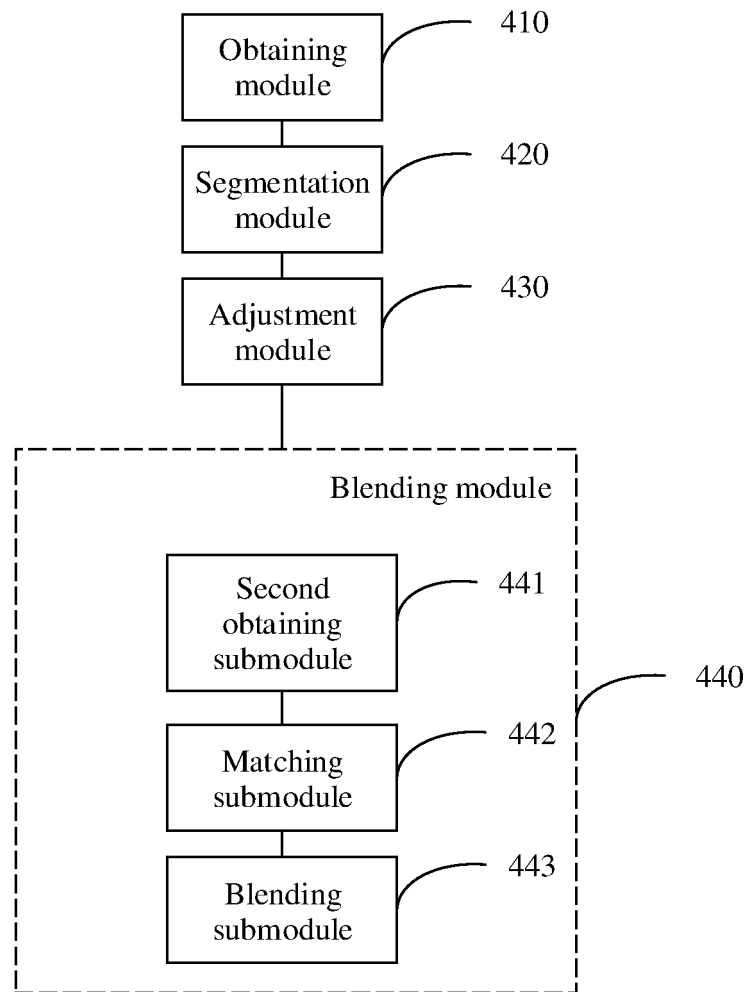 Obtaining
module
410
Segmentation
module
420
Adjustment
module
430
Blending module
Second
obtaining
submodule
441
440
Matching
submodule
442
Blending
submodule
443